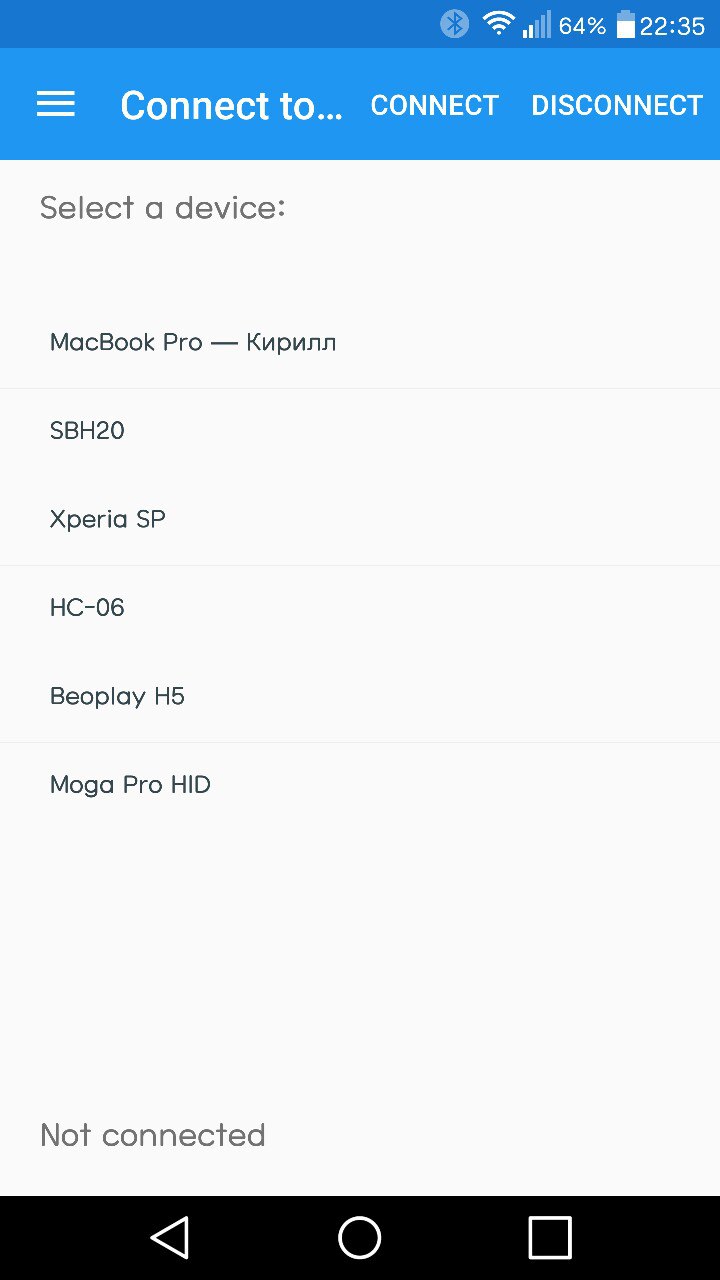 64% 22:35
Connect to... CONNECT DISCONNECT
Select a device:
MacBook Pro — Кирилл
SBH20
Xperia SP
HC-06
Beoplay H5
Moga Pro HID
Not connected